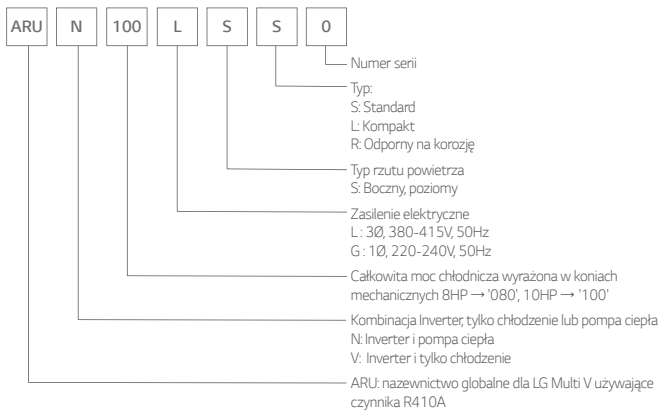 ARU N 100 L S S 0
Numer serii
Typ:
S: Standard
L: Kompakt
R: Odporny na korozję
Typ rzutu powietrza
S: Boczny, poziomy
Zasilenie elektryczne
L : 3Ø, 380-415V, 50Hz
G : 1Ø, 220-240V, 50Hz
Całkowita moc chłodnicza wyrażona w koniach
mechanicznych 8HP → '080', 10HP → '100'
Kombinacja Inverter, tylko chłodzenie lub pompa ciepła
N: Inverter i pompa ciepła
V: Inverter i tylko chłodzenie
ARU: nazewnictwo globalne dla LG Multi V używające
czynnika R410A